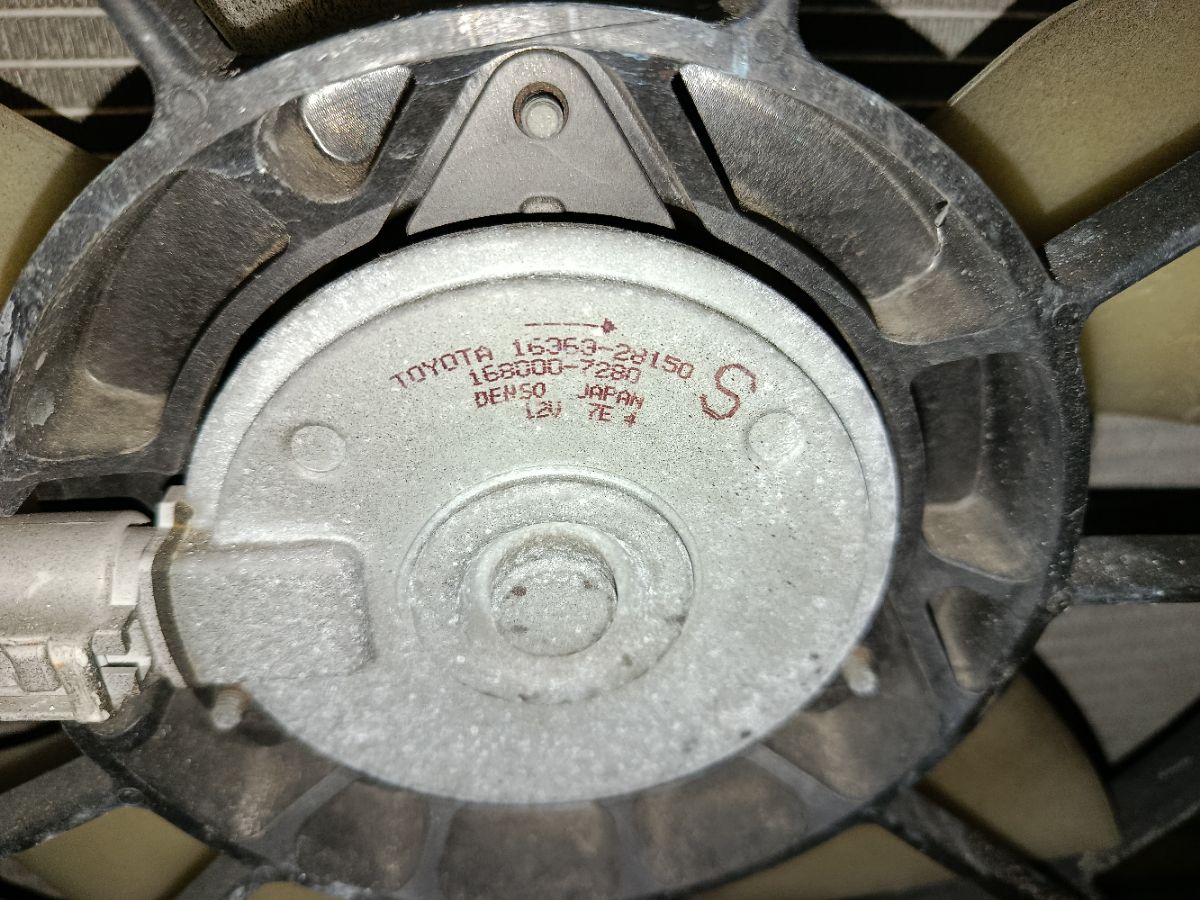 TOYOTA 16363-28150
168000-7280
DENSO JAPAN
12V 7E 4
S